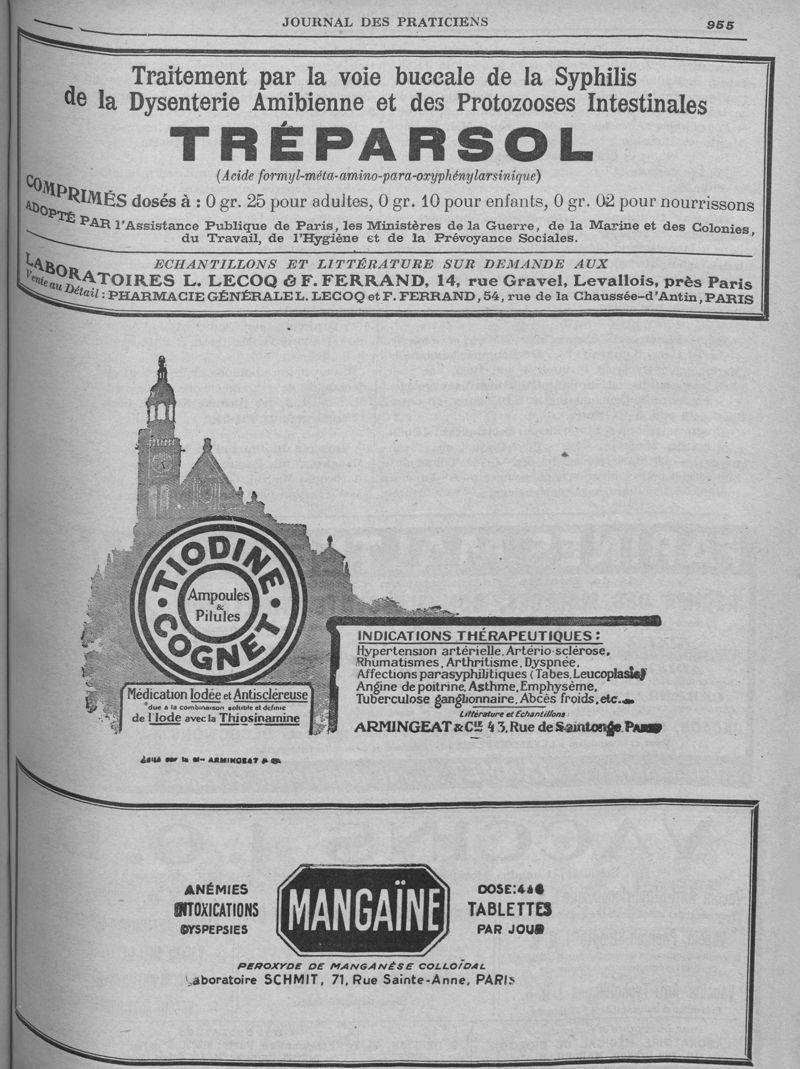 JOURNAL DES PRATICIENS 955
Traitement par la voie buccale de la Syphilis
de la Dysenterie Amibienne et des Protozooses Intestinales
TRÉPARSOL
(Acide formyl-méta-amino-para-oxyphénylarsinique)
COMPRIMÉS dosés à : 0 gr. 25 pour adultes, 0 gr. 10 pour enfants, 0 gr. 02 pour nourrissons
ADOPTÉ PAR l'Assistance Publique de Paris, les Ministères de la Guerre, de la Marine et des Colonies,
du Travail, de l'Hygiène et de la Prévoyance Sociales.
ECHANTILLONS ET LITTÉRATURE SUR DEMANDE AUX
LABORATOIRES L. LECOQ & F. FERRAND, 14, rue Gravel, Levallois, près Paris
Vente au Détail : PHARMACIE GÉNÉRALE L. LECOQ et F. FERRAND, 54, rue de la Chaussée-d'Antin, PARIS
TIODINE
Ampoules
&
Pilules
COGNET
Médication Iodée et Antiscléreuse
due a la combinaison soluble et définie
de l'Iode avec la Thiosinamine
INDICATIONS THÉRAPEUTIQUES :
Hypertension artérielle, Artério-sclérose,
Rhumatismes, Arthritisme, Dyspnée,
Affections parasyphilitiques (Tabes, Leucoplasie)
Angine de poitrine, Asthme, Emphysème,
Tuberculose ganglionnaire, Abcès froids, etc...
Littérature et Echantillons :
ARMINGEAT & Cie 43, Rue de Saintonge, PARIS
ARMINGEAT & C
ANÉMIES
INTOXICATIONS
DYSPEPSIES
MANGAÏNE
DOSE: 4 à 6
TABLETTES
PAR JOUR
PEROXYDE DE MANGANÈSE COLLOÏDAL
Laboratoire SCHMIT, 71, Rue Sainte-Anne, PARIS